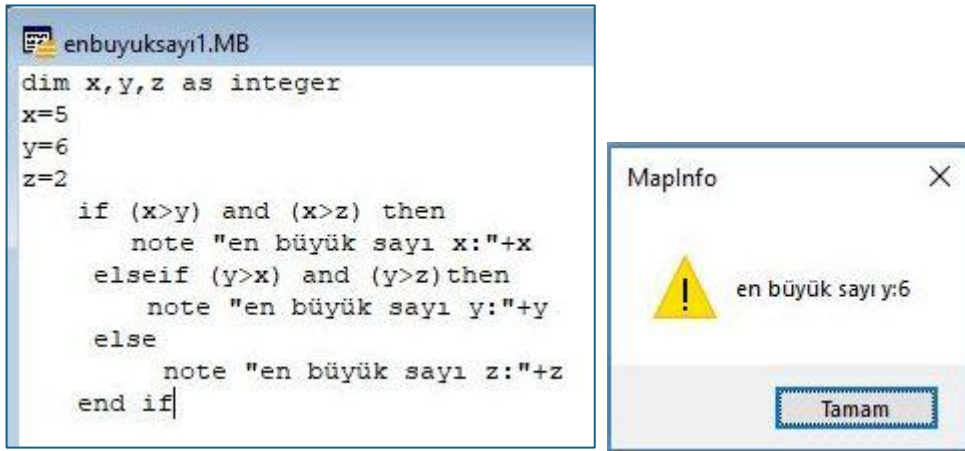 enbuyuksayı1.MB
dim x,y,z as integer
x=5
y=6
z=2
if (x>y) and (x>z) then
note "en büyük sayı x:"+x
elseif (y>x) and (y>z)then
note "en büyük sayı y:"+y
else
note "en büyük sayı z:"+z
end if
MapInfo
en büyük sayı y:6
Tamam